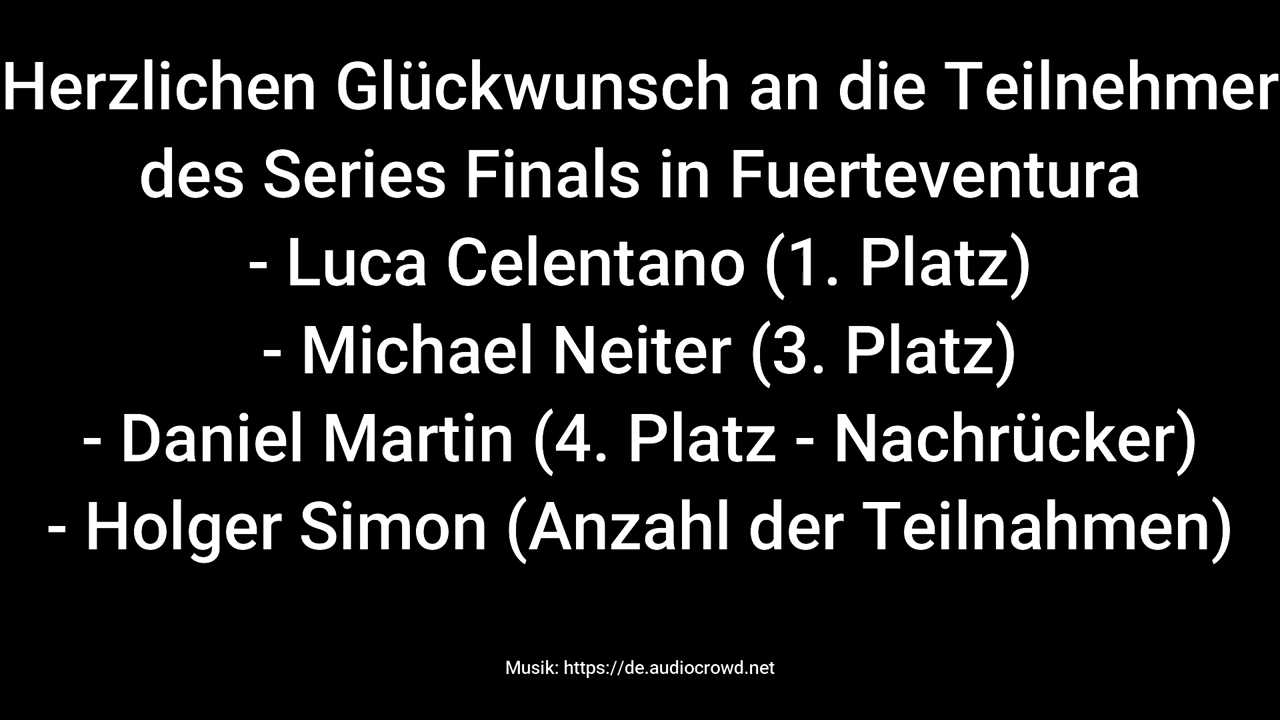 Herzlichen Glückwunsch an die Teilnehmer
des Series Finals in Fuerteventura
- Luca Celentano (1. Platz)
- Michael Neiter (3. Platz)
- Daniel Martin (4. Platz - Nachrücker)
- Holger Simon (Anzahl der Teilnahmen)
Musik: https://de.audiocrowd.net